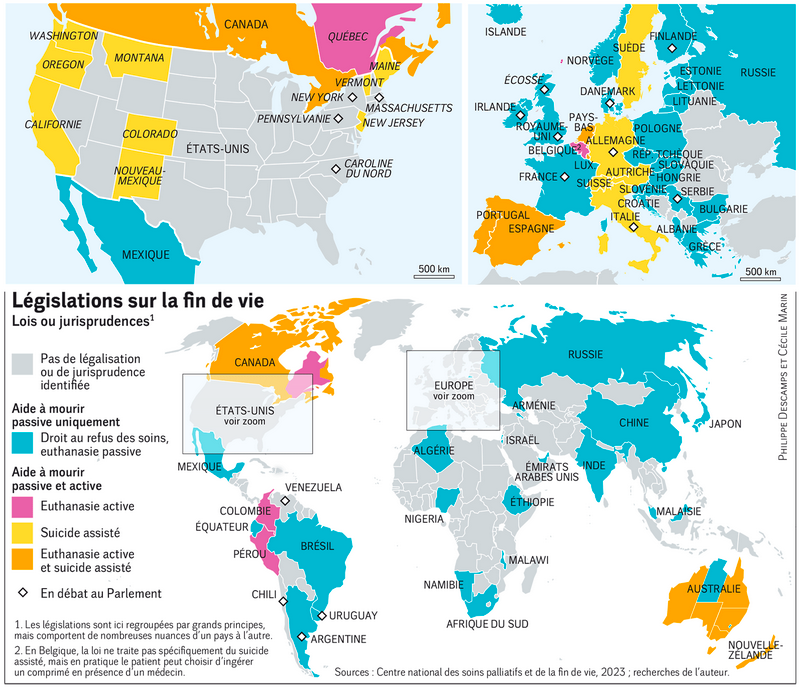 CANADA
QUÉBEC
WASHINGTON
MONTANA
OREGON
MAINE
VERMONT
NEW YORK
MASSACHUSETTS
PENNSYLVANIE
NEW JERSEY
CALIFORNIE
COLORADO
ÉTATS-UNIS
NOUVEAU-
MEXIQUE
CAROLINE
DU NORD
MEXIQUE
500 km
ISLANDE
FINLANDE
SUÈDE
NORVÈGE
RUSSIE
ESTONIE
LETTONIE
LITUANIE
ÉCOSSE
DANEMARK
IRLANDE
ROYAUME-
UNI
PAYS-
BAS
POLOGNE
ALLEMAGNE
BELGIQUE2
RÉP. TCHÈQUE
LUX.
SLOVAQUIE
FRANCE
AUTRICHE
HONGRIE
SUISSE
SLOVÉNIE
SERBIE
CROATIE
BULGARIE
ITALIE
PORTUGAL
ESPAGNE
ALBANIE
GRÈCE
500 km
Législations sur la fin de vie
Lois ou jurisprudences1
Pas de légalisation
ou de jurisprudence
identifiée
Aide à mourir
passive uniquement
Droit au refus des soins,
euthanasie passive
Aide à mourir
passive et active
Euthanasie active
Suicide assisté
Euthanasie active
et suicide assisté
En débat au Parlement
1. Les législations sont ici regroupées par grands principes,
mais comportent de nombreuses nuances d'un pays à l'autre.
2. En Belgique, la loi ne traite pas spécifiquement du suicide
assisté, mais en pratique le patient peut choisir d'ingérer
un comprimé en présence d'un médecin.
CANADA
ÉTATS-UNIS
voir zoom
MEXIQUE
VENEZUELA
COLOMBIE
ÉQUATEUR
PÉROU
BRÉSIL
CHILI
URUGUAY
ARGENTINE
EUROPE
voir zoom
RUSSIE
ARMÉNIE
CHINE
JAPON
ISRAËL
ALGÉRIE
ÉMIRATS
ARABES UNIS
INDE
ÉTHIOPIE
NIGERIA
MALAISIE
MALAWI
NAMIBIE
AFRIQUE DU SUD
AUSTRALIE
NOUVELLE-
ZÉLANDE
Sources : Centre national des soins palliatifs et de la fin de vie, 2023 ; recherches de l'auteur.
PHILIPPE DESCAMPS ET CÉCILE MARIN